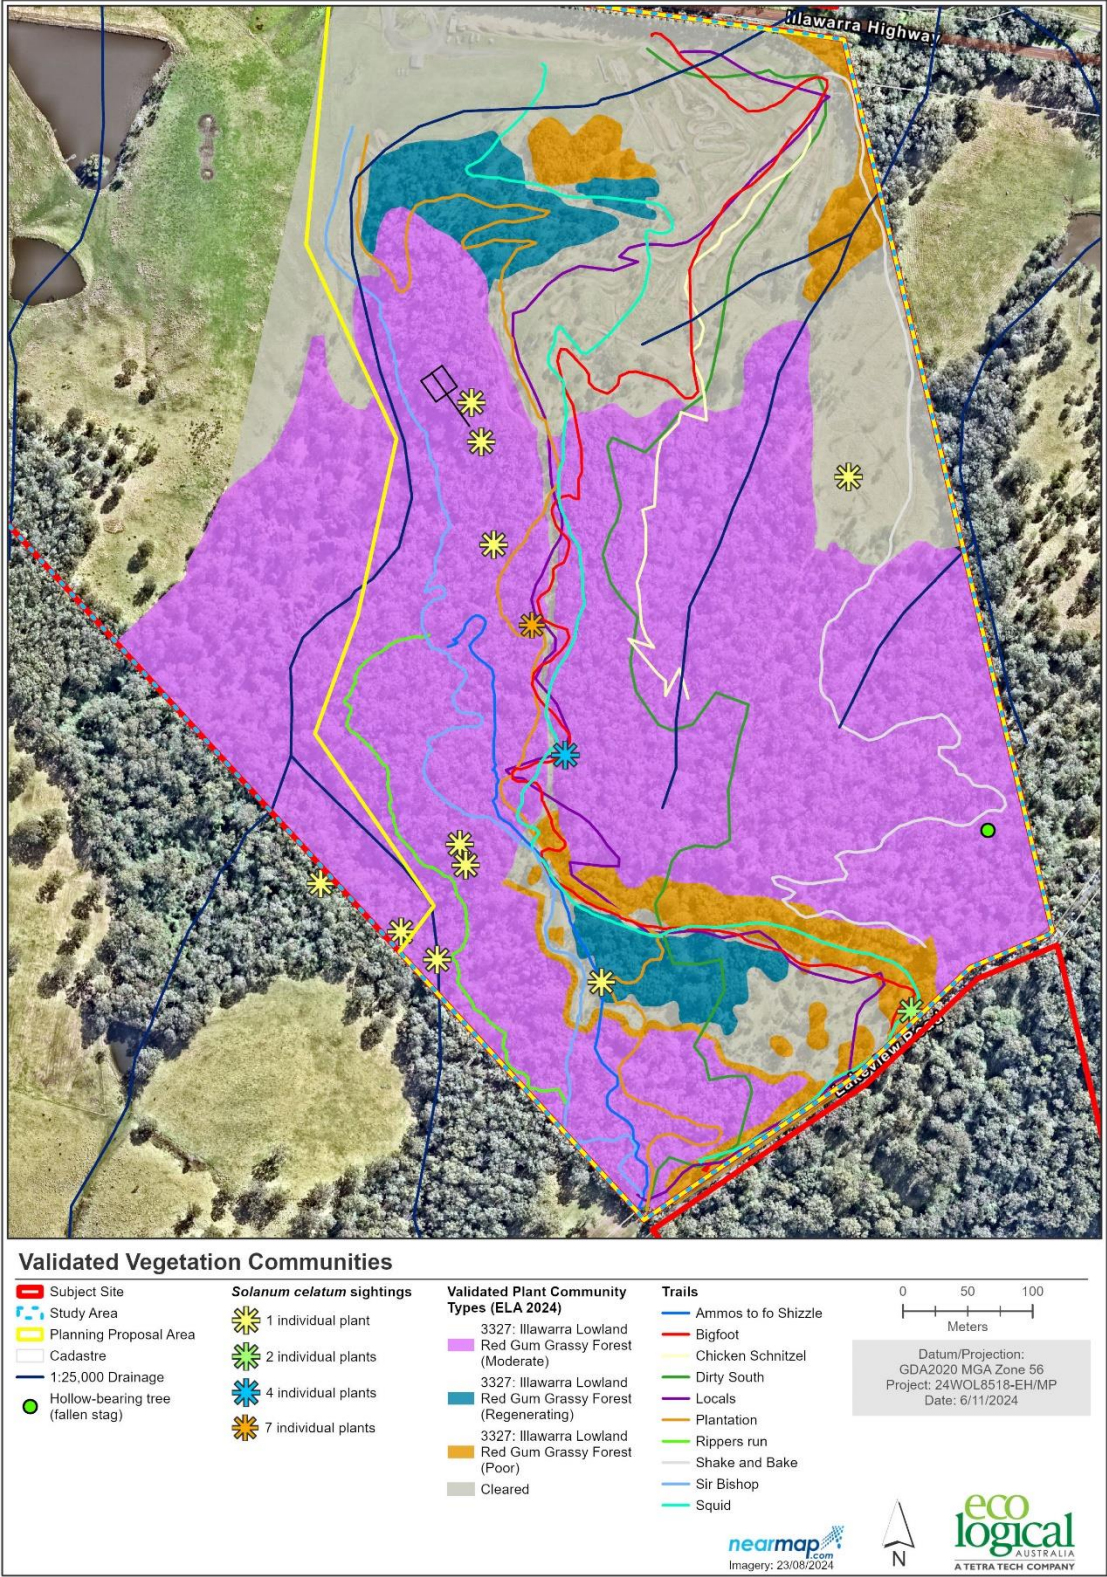 Illawarra Highway
Lakeview Road
Validated Vegetation Communities
Subject Site
Study Area
Planning Proposal Area
Cadastre
1:25,000 Drainage
Hollow-bearing tree
(fallen stag)
Solanum celatum sightings
1 individual plant
2 individual plants
4 individual plants
7 individual plants
Validated Plant Community
Types (ELA 2024)
3327: Illawarra Lowland
Red Gum Grassy Forest
(Moderate)
3327: Illawarra Lowland
Red Gum Grassy Forest
(Regenerating)
3327: Illawarra Lowland
Red Gum Grassy Forest
(Poor)
Cleared
Trails
Ammos to fo Shizzle
Bigfoot
Chicken Schnitzel
Dirty South
Locals
Plantation
Rippers run
Shake and Bake
Sir Bishop
Squid
0 50 100
Meters
Datum/Projection:
GDA2020 MGA Zone 56
Project: 24WOL8518-EH/MP
Date: 6/11/2024
nearmap
.com
Imagery: 23/08/2024
N
eco
logical
AUSTRALIA
A TETRA TECH COMPANY